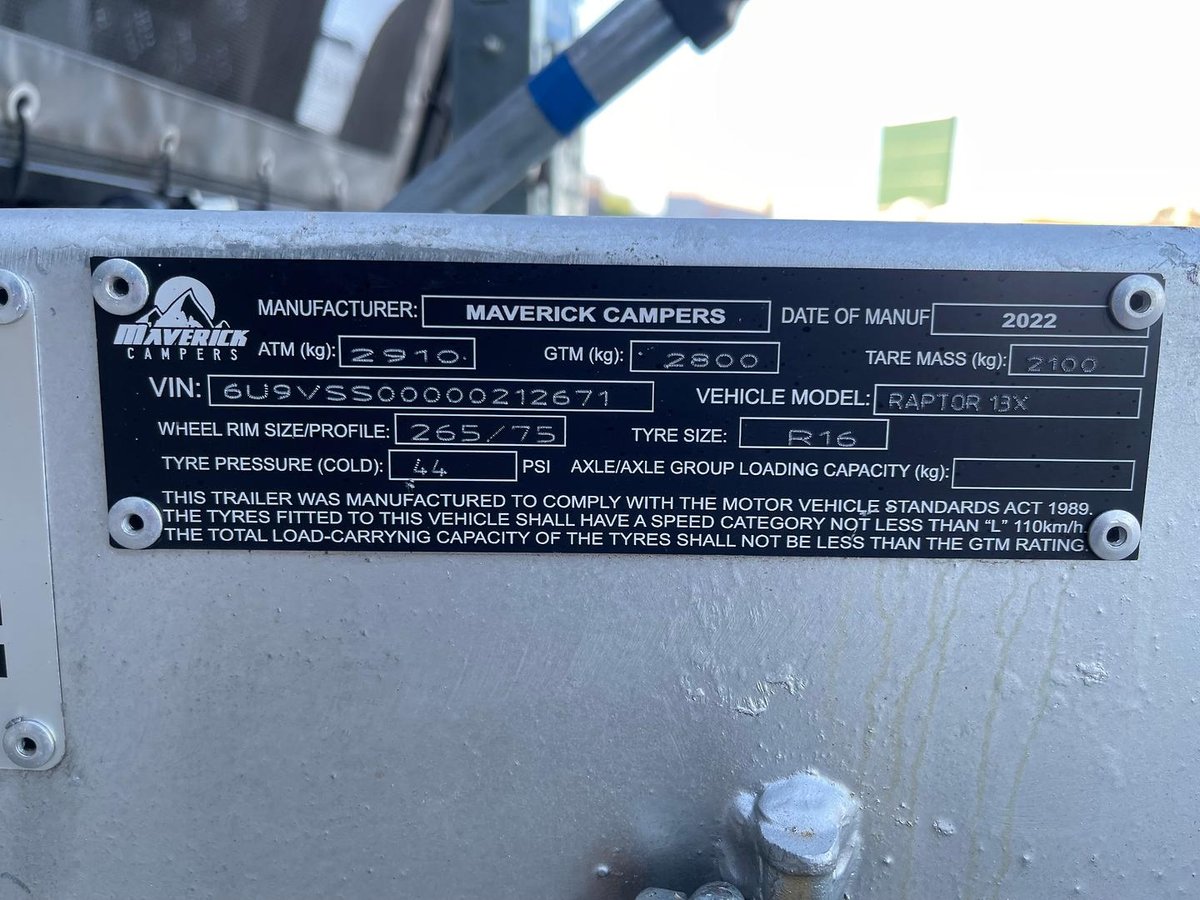 MAVERICK
CAMPERS
MANUFACTURER: MAVERICK CAMPERS DATE OF MANUF 2022
ATM (kg): 2910 GTM (kg): 2800 TARE MASS (kg): 2100
VIN: 6U9VSS00000212671 VEHICLE MODEL: RAPTOR 13X
WHEEL RIM SIZE/PROFILE: 265/75 TYRE SIZE: R16
TYRE PRESSURE (COLD): 44 PSI AXLE/AXLE GROUP LOADING CAPACITY (kg):
THIS TRAILER WAS MANUFACTURED TO COMPLY WITH THE MOTOR VEHICLE STANDARDS ACT 1989.
THE TYRES FITTED TO THIS VEHICLE SHALL HAVE A SPEED CATEGORY NOT LESS THAN “L” 110km/h.
THE TOTAL LOAD-CARRYNIG CAPACITY OF THE TYRES SHALL NOT BE LESS THAN THE GTM RATING.